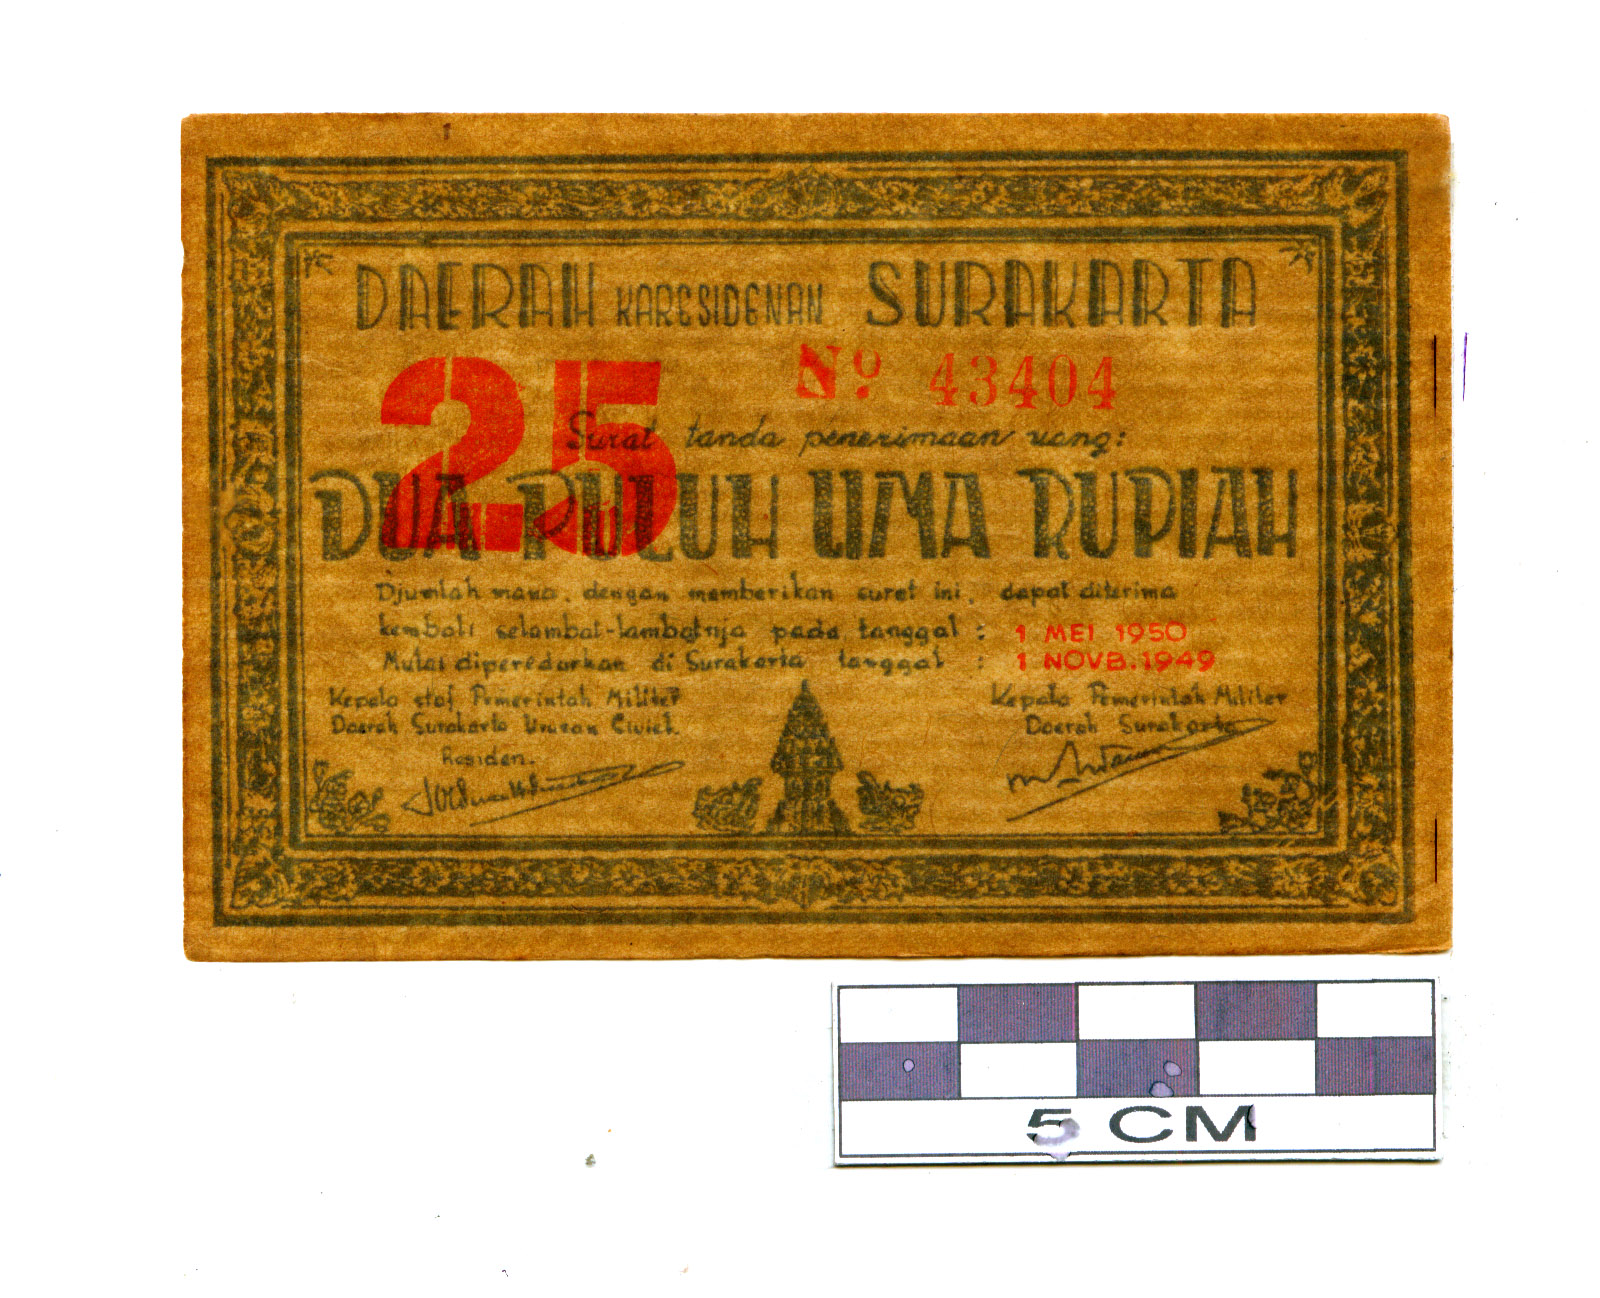 DAERAH KARESIDENAN SURAKARTA
25
No 43404
Surat tanda penerimaan uang:
DUA PULUH LIMA RUPIAH
Djumlah mana, dengan memberikan surat ini, dapat diterima
kembali selambat-lambatnja pada tanggal : 1 MEI 1950
Mulai diperedarkan di Surakarta tanggal : 1 NOVB.1949
Kepala staf Pemerintah Militer
Daerah Surakarta Urusan Civiel.
Residen.
Kepala Pemerintah Militer
Daerah Surakarta
5 CM